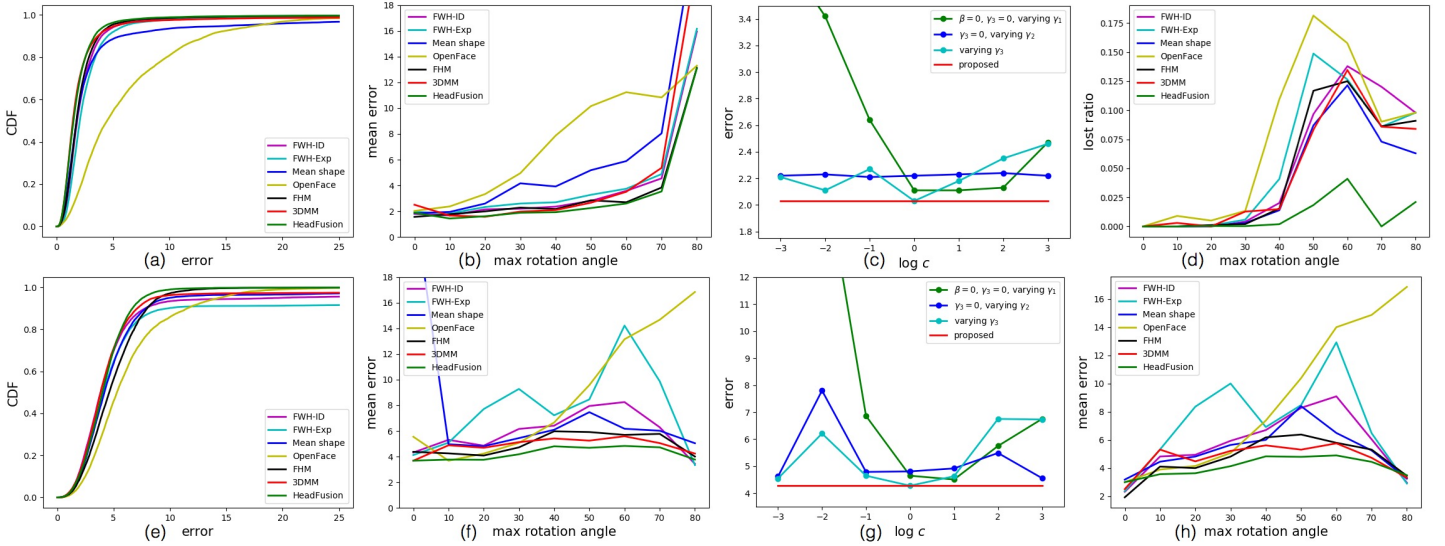 CDF
1.0
0.8
0.6
0.4
0.2
0.0
FWH-ID
FWH-Exp
Mean shape
OpenFace
FHM
3DMM
HeadFusion
0 5 10 15 20 25
(a) error
mean error
18
16
14
12
10
8
6
4
2
0
FWH-ID
FWH-Exp
Mean shape
OpenFace
FHM
3DMM
HeadFusion
0 10 20 30 40 50 60 70 80
(b) max rotation angle
error
3.4
3.2
3.0
2.8
2.6
2.4
2.2
2.0
1.8
β=0, γ3=0, varying γ1
γ3=0, varying γ2
varying γ3
proposed
−3 −2 −1 0 1 2 3
(c) log c
lost ratio
0.175
0.150
0.125
0.100
0.075
0.050
0.025
0.000
FWH-ID
FWH-Exp
Mean shape
OpenFace
FHM
3DMM
HeadFusion
0 10 20 30 40 50 60 70 80
(d) max rotation angle
CDF
1.0
0.8
0.6
0.4
0.2
0.0
FWH-ID
FWH-Exp
Mean shape
OpenFace
FHM
3DMM
HeadFusion
0 5 10 15 20 25
(e) error
mean error
18
16
14
12
10
8
6
4
2
0
FWH-ID
FWH-Exp
Mean shape
OpenFace
FHM
3DMM
HeadFusion
0 10 20 30 40 50 60 70 80
(f) max rotation angle
error
12
11
10
9
8
7
6
5
4
β=0, γ3=0, varying γ1
γ3=0, varying γ2
varying γ3
proposed
−3 −2 −1 0 1 2 3
(g) log c
mean error
16
14
12
10
8
6
4
2
FWH-ID
FWH-Exp
Mean shape
OpenFace
FHM
3DMM
HeadFusion
0 10 20 30 40 50 60 70 80
(h) max rotation angle